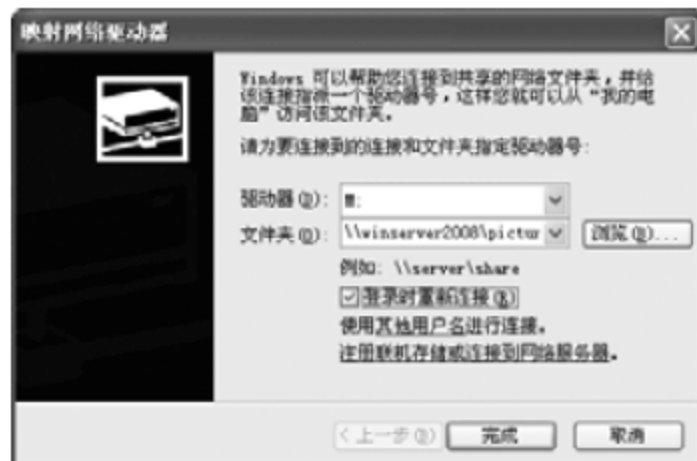 映射网络驱动器
Windows 可以帮助您连接到共享的网络文件夹，并给
该连接指派一个驱动器号，这样您就可以从“我的电
脑”访问该文件夹。
请为要连接到的连接和文件夹指定驱动器号:
驱动器(D):
文件夹(O): \\winserver2008\pictur 浏览(B)...
例如: \\server\share
登录时重新连接(R)
使用其他用户名进行连接。
注册联机存储或连接到网络服务器。
< 上一步(B) 完成 取消